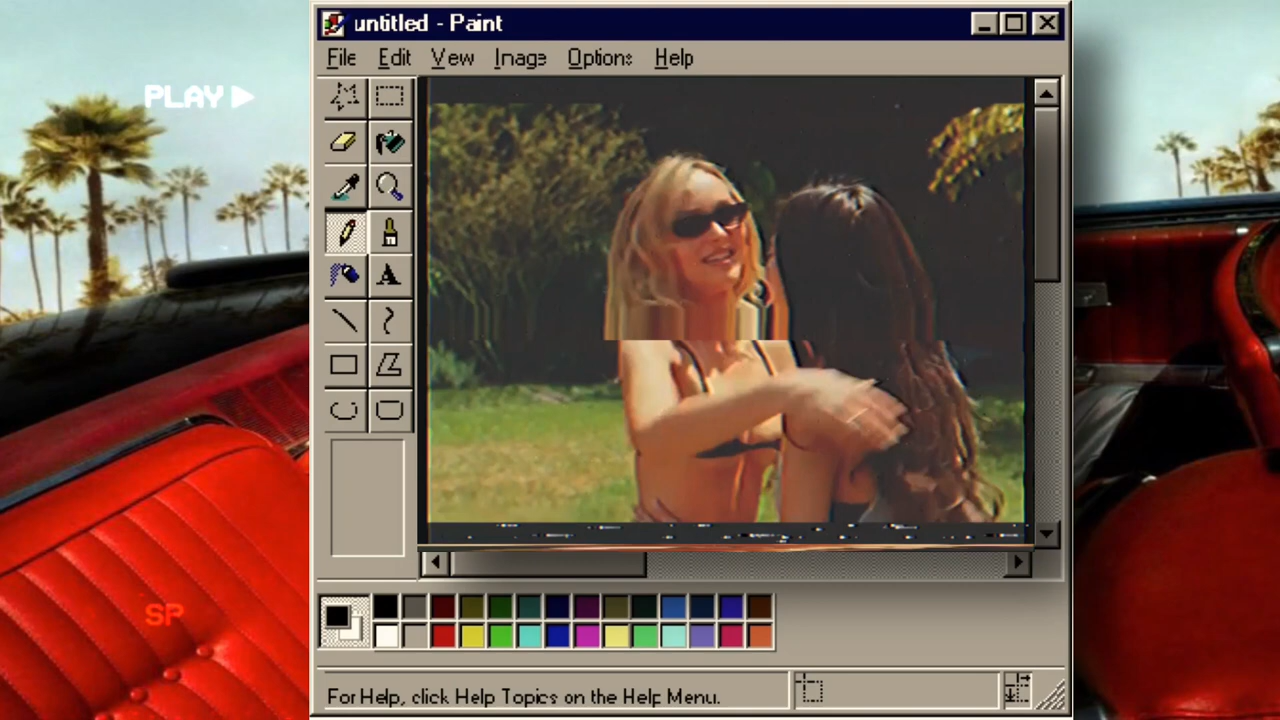 untitled - Paint
File Edit View Image Options Help
PLAY
A
SP
For Help, click Help Topics on the Help Menu.